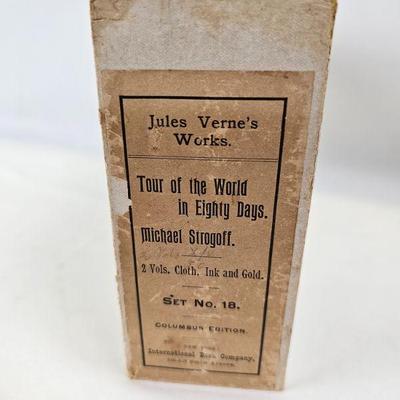 Jules Verne's
Works.
Tour of the World
in Eighty Days.
Michael Strogoff.
2 Vols. Cloth, Ink and Gold.
Set No. 18.
Columbus Edition.
New York
International Book Company,